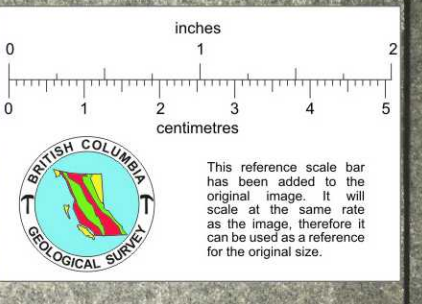 inches
0 1 2
0 1 2 3 4 5
centimetres
BRITISH COLUMBIA
GEOLOGICAL SURVEY
This reference scale bar
has been added to the
original image. It will
scale at the same rate
as the image, therefore it
can be used as a reference
for the original size.